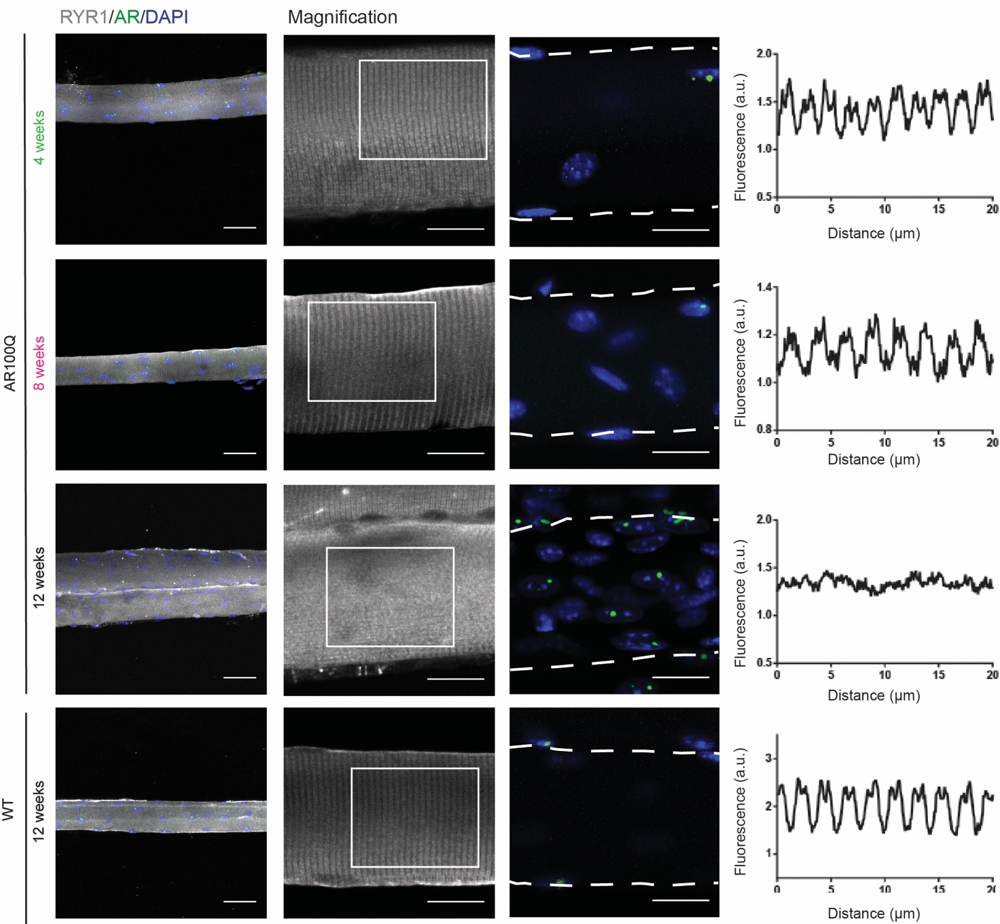 RYR1/AR/DAPI
Magnification
AR100Q
4 weeks
Fluorescence (a.u.)
2.0
1.5
1.0
0.5
0 5 10 15 20
Distance (µm)
8 weeks
Fluorescence (a.u.)
1.4
1.2
1.0
0.8
0 5 10 15 20
Distance (µm)
12 weeks
Fluorescence (a.u.)
2.0
1.5
1.0
0.5
0 5 10 15 20
Distance (µm)
WT
12 weeks
Fluorescence (a.u.)
3
2
1
0 5 10 15 20
Distance (µm)